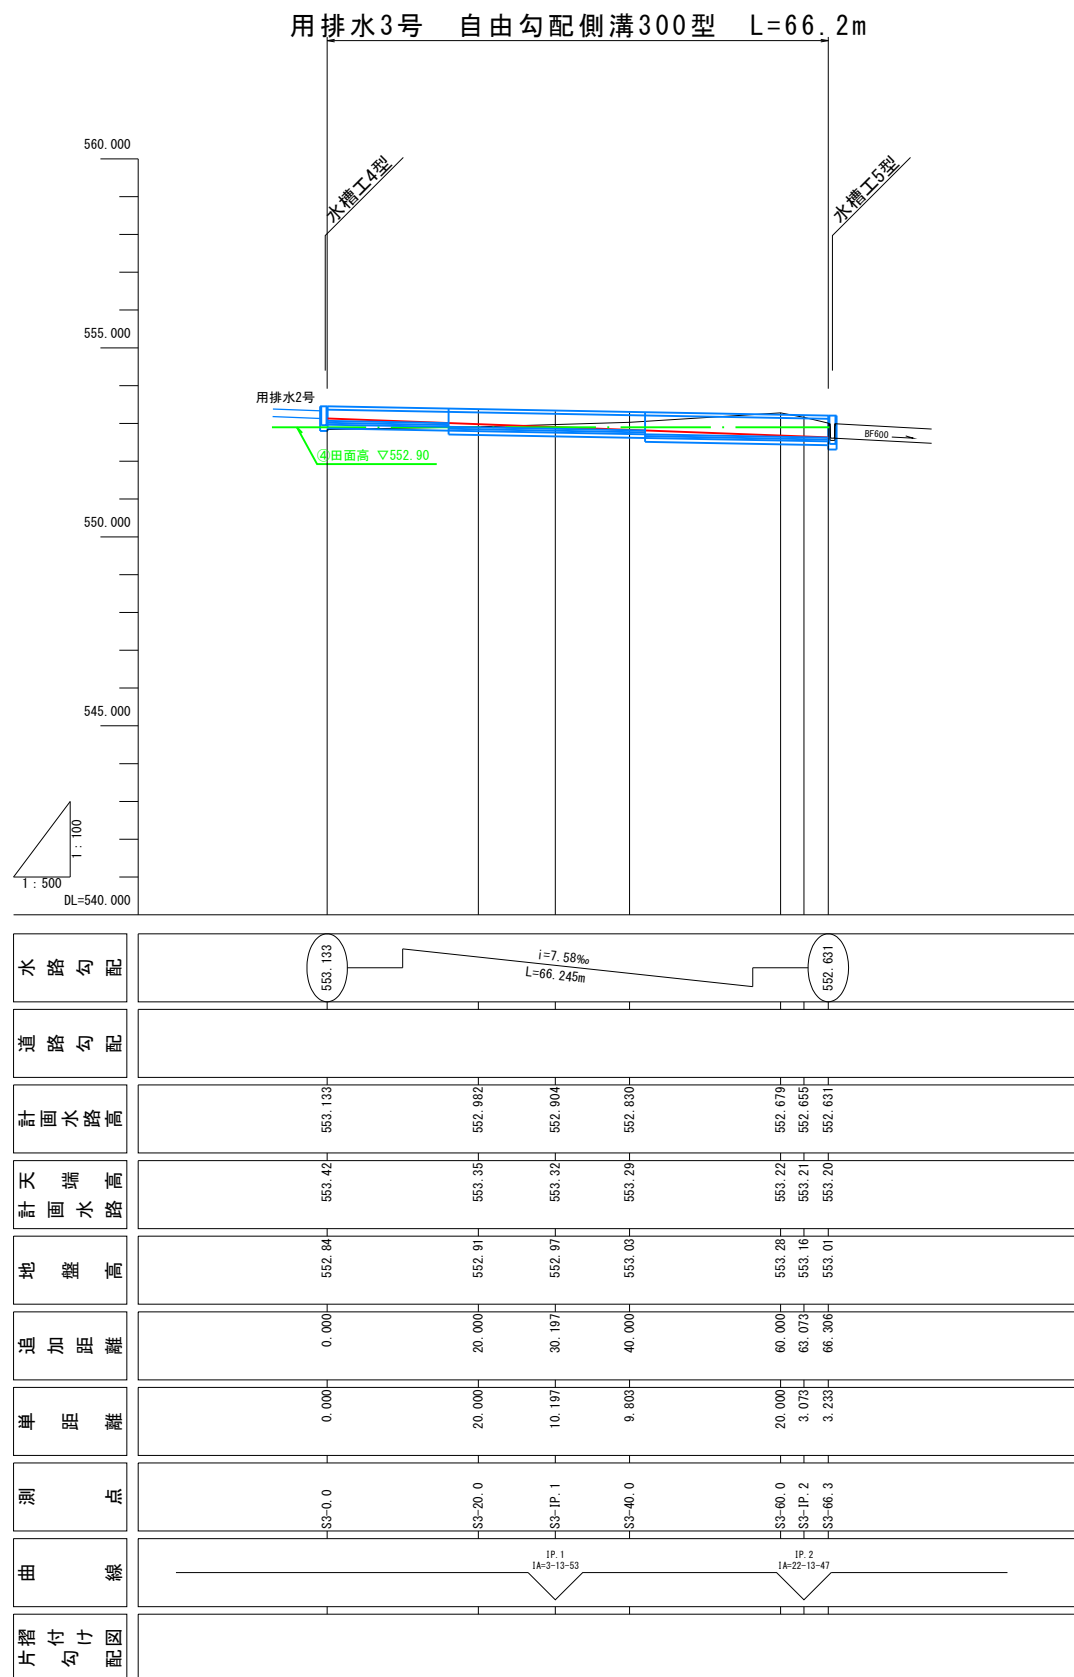 用排水3号　自由勾配側溝300型　L=66.2m
560.000
水槽工4型
水槽工5型
555.000
用排水2号
BF600
④田面高 ▽552.90
550.000
545.000
1：100
1：500
DL=540.000
水路勾配
553.133
i=7.58‰
L=66.245m
552.631
道路勾配
計画水路高
553.133
552.982
552.904
552.830
552.679
552.655
552.631
天端高
計画水路
553.42
553.35
553.32
553.29
553.22
553.21
553.20
地盤高
552.84
552.91
552.97
553.03
553.28
553.16
553.01
追加距離
0.000
20.000
30.197
40.000
60.000
63.073
66.306
単距離
0.000
20.000
10.197
9.803
20.000
3.073
3.233
測点
S3-0.0
S3-20.0
S3-IP.1
S3-40.0
S3-60.0
S3-IP.2
S3-66.3
曲線
IP.1
IA=3-13-53
IP.2
IA=22-13-47
摺付け図
片勾配